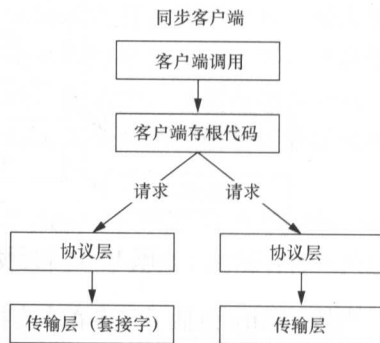 同步客户端
客户端调用
客户端存根代码
请求
请求
协议层
协议层
传输层（套接字）
传输层